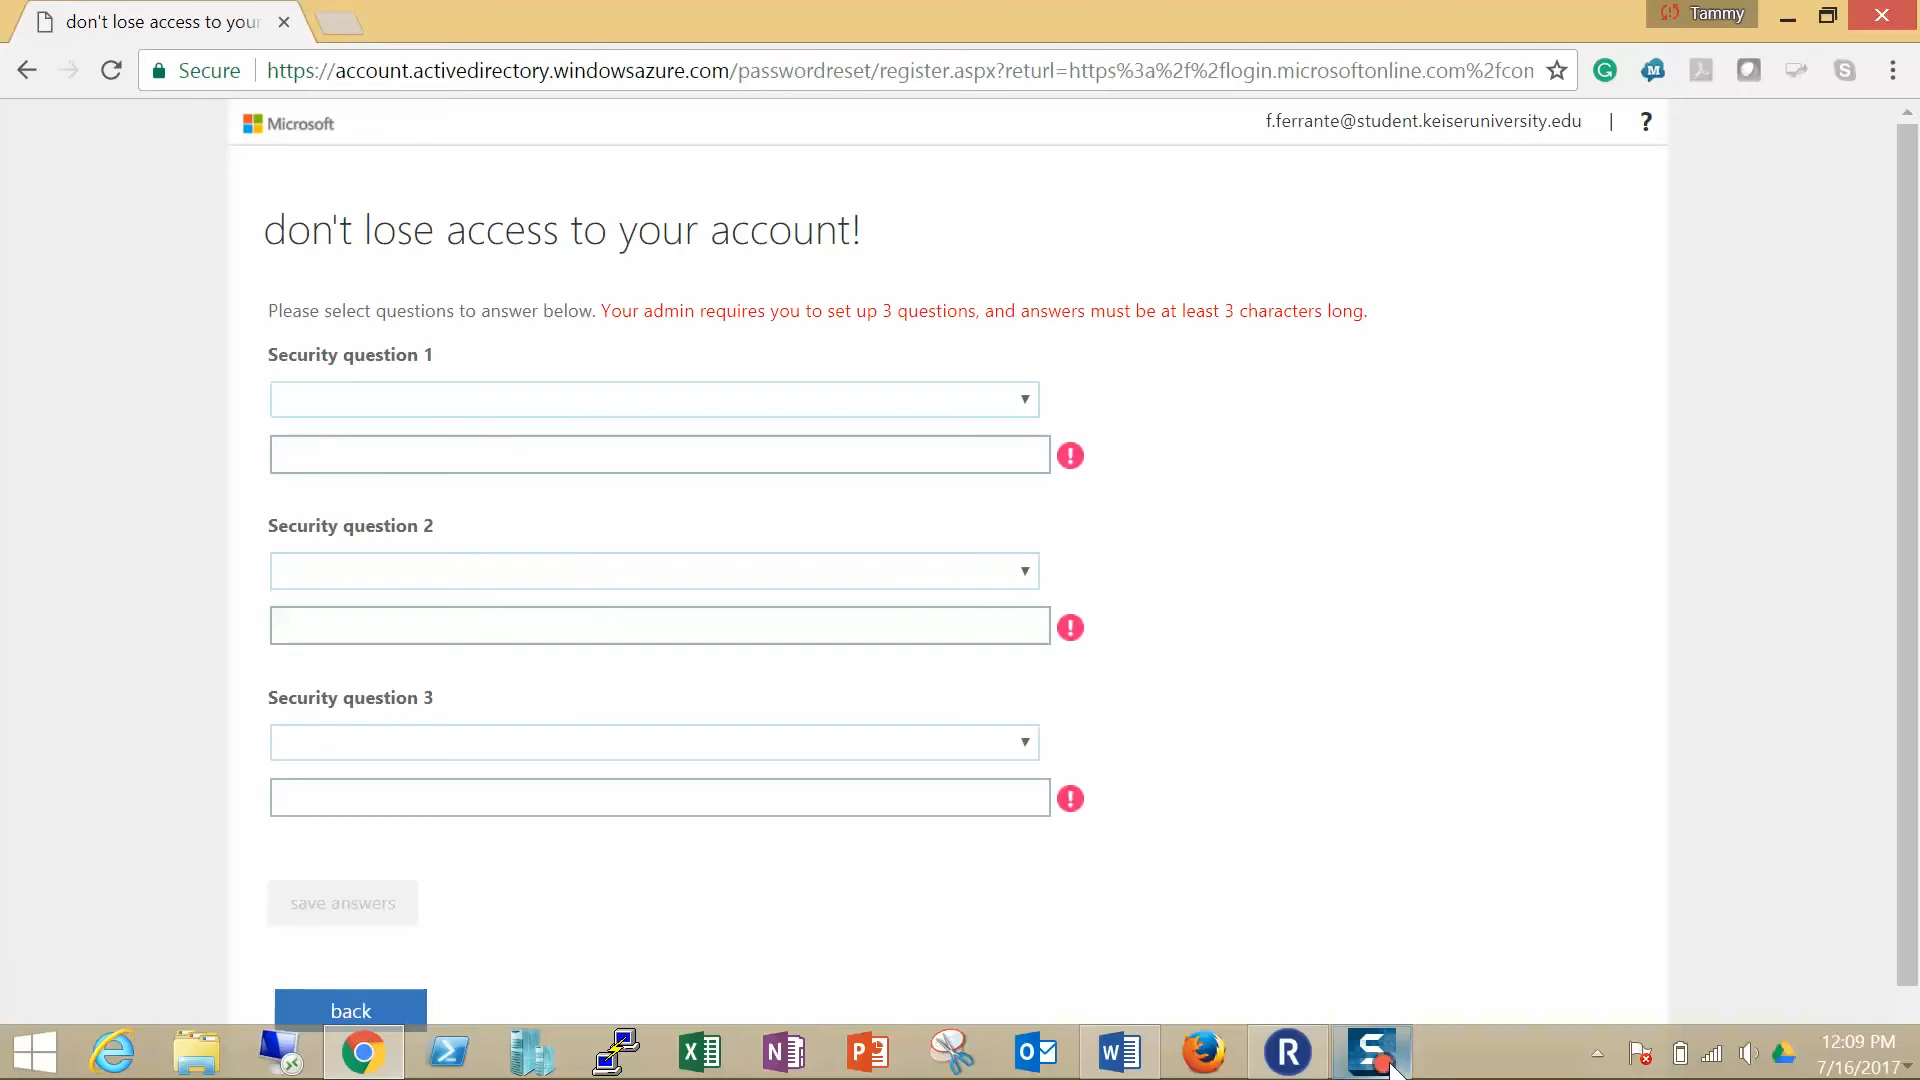 don't lose access to your
Tammy
Secure
https://account.activedirectory.windowsazure.com/passwordreset/register.aspx?returl=https%3a%2f%2flogin.microsoftonline.com%2fcon
Microsoft
f.ferrante@student.keiseruniversity.edu | ?
don't lose access to your account!
Please select questions to answer below. Your admin requires you to set up 3 questions, and answers must be at least 3 characters long.
Security question 1
Security question 2
Security question 3
save answers
back
12:09 PM
7/16/2017